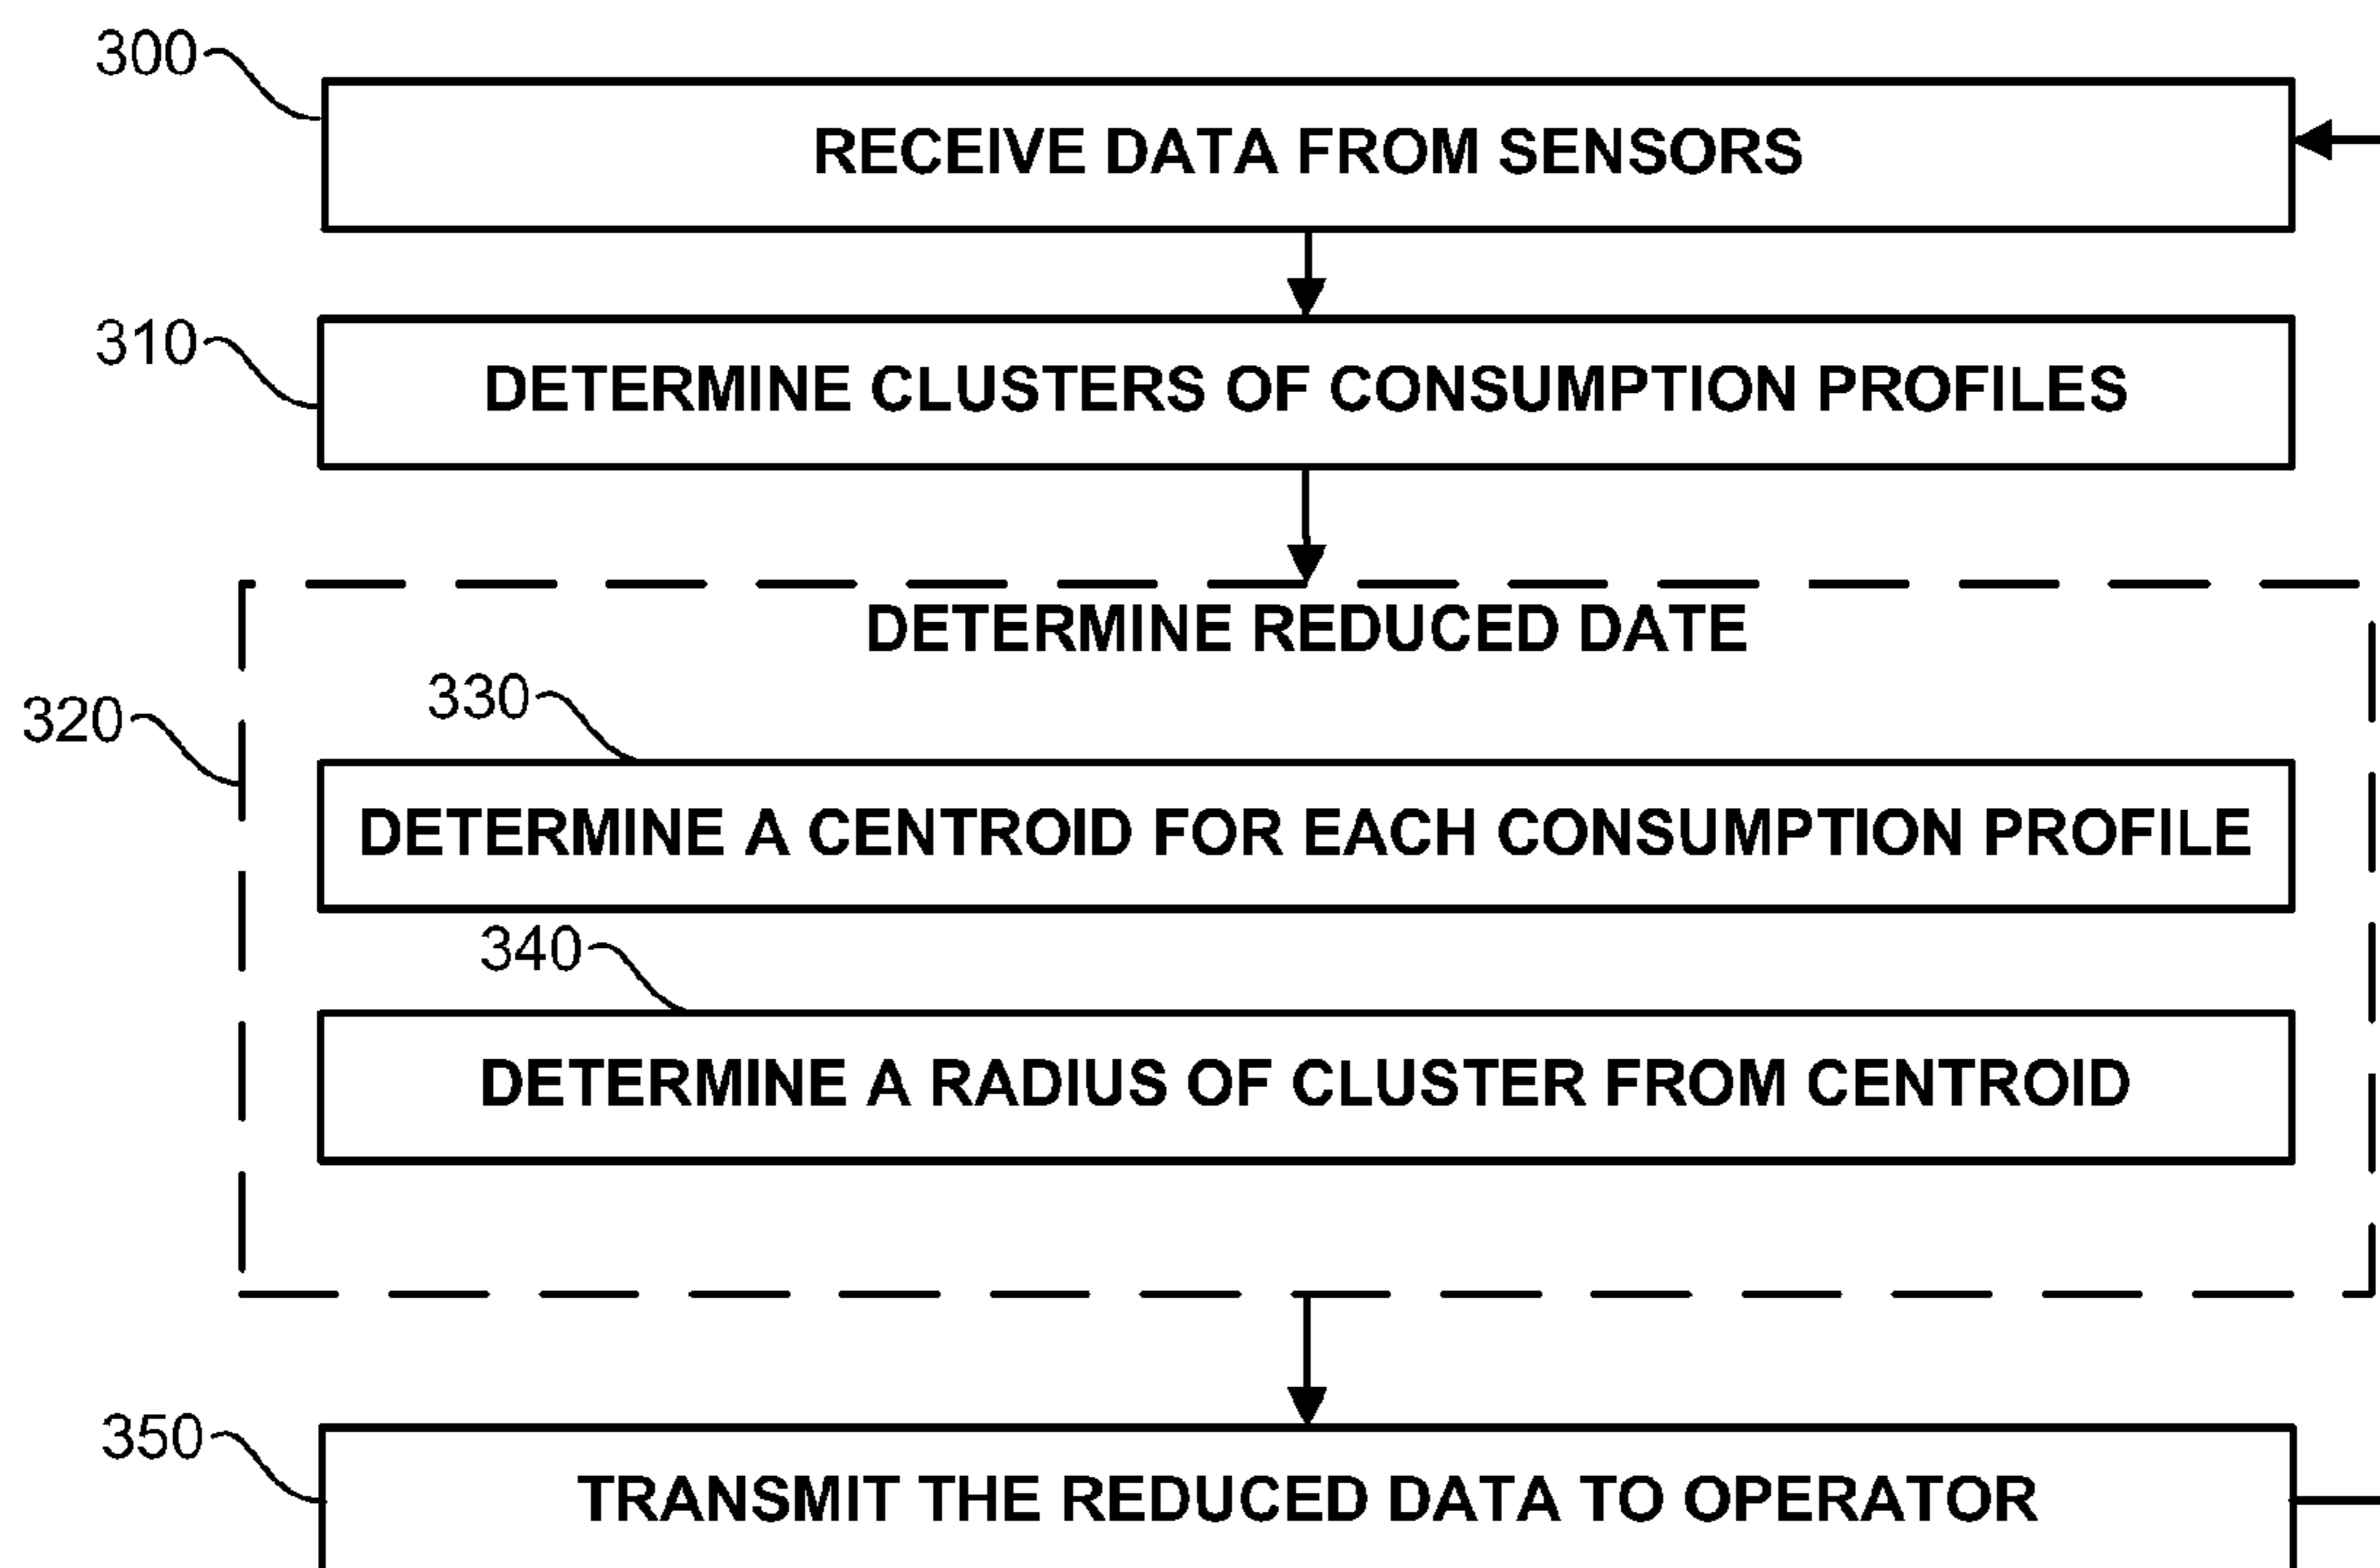 300
RECEIVE DATA FROM SENSORS
310
DETERMINE CLUSTERS OF CONSUMPTION PROFILES
DETERMINE REDUCED DATE
320
330
DETERMINE A CENTROID FOR EACH CONSUMPTION PROFILE
340
DETERMINE A RADIUS OF CLUSTER FROM CENTROID
350
TRANSMIT THE REDUCED DATA TO OPERATOR